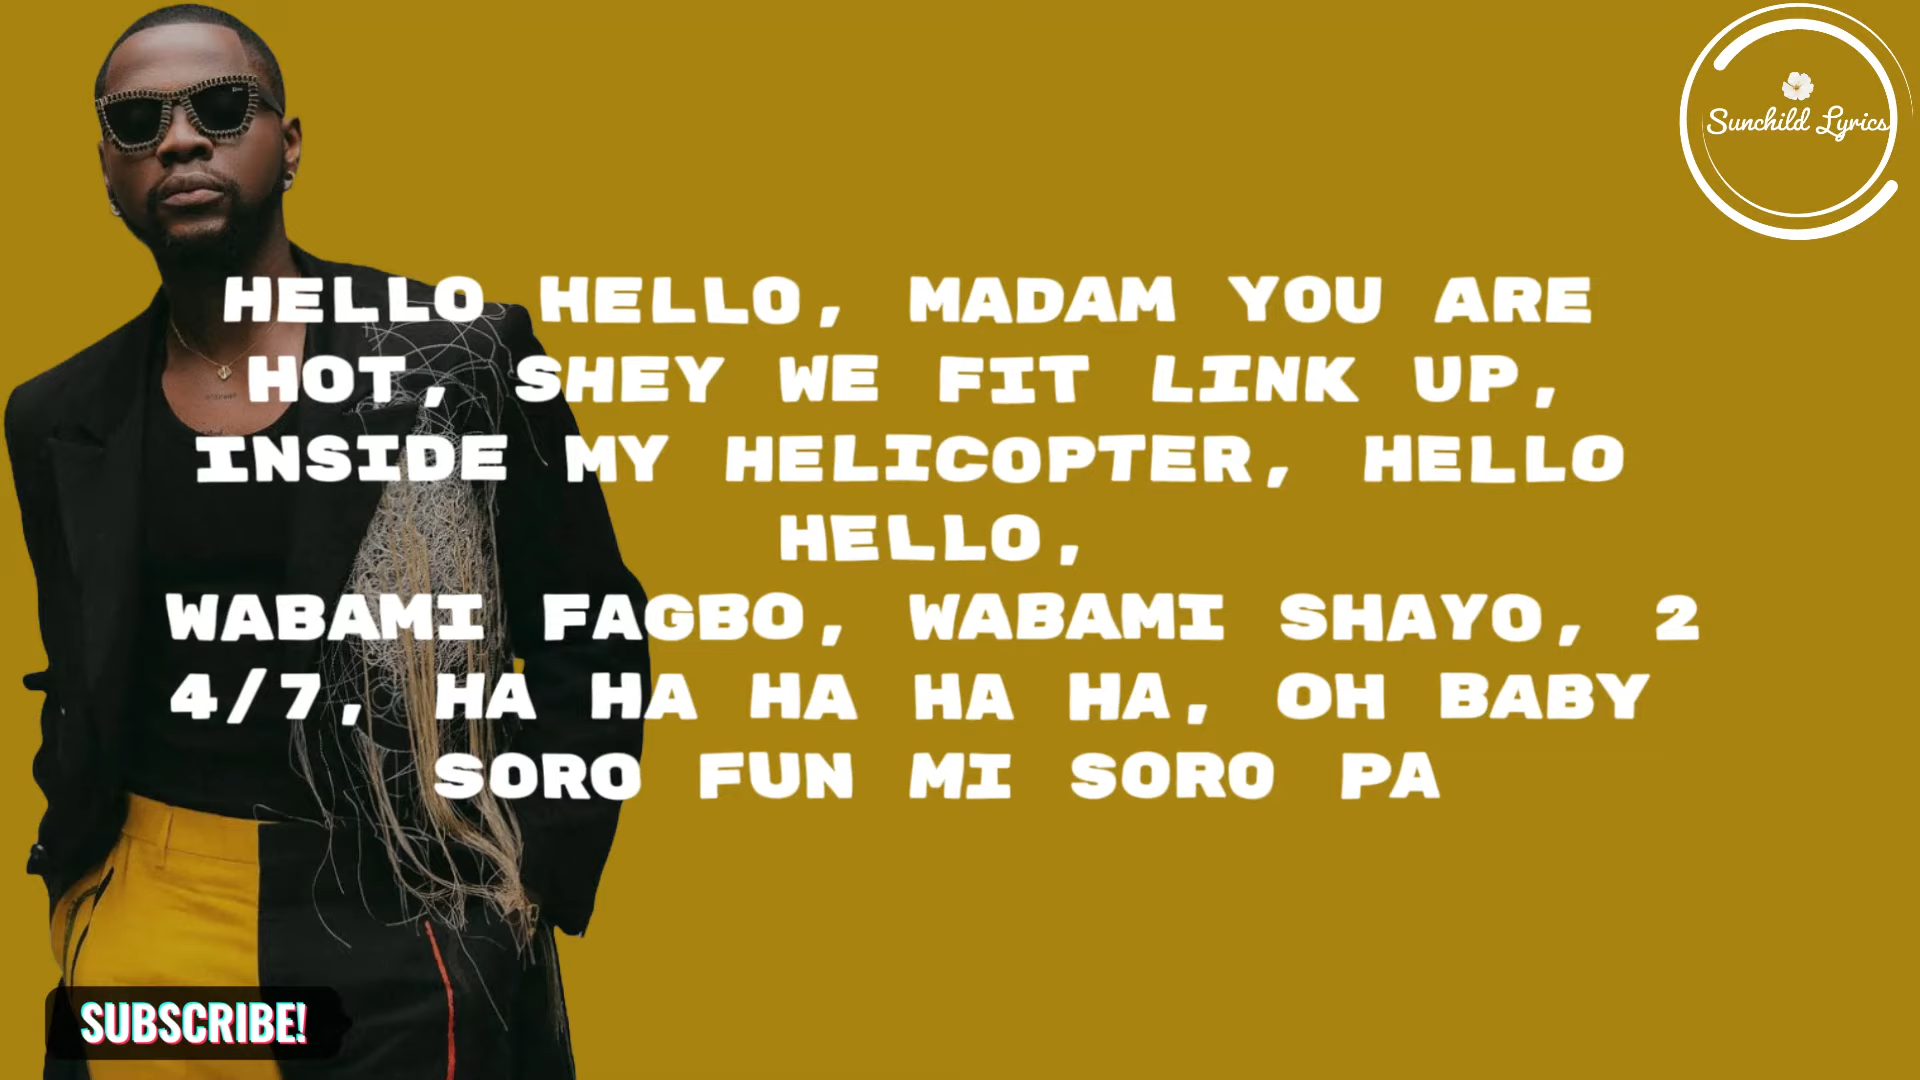 Sunchild Lyrics
HELLO HELLO, MADAM YOU ARE
HOT, SHEY WE FIT LINK UP,
INSIDE MY HELICOPTER, HELLO
HELLO,
WABAMI FAGBO, WABAMI SHAYO, 2
4/7, HA HA HA HA HA, OH BABY
SORO FUN MI SORO PA
SUBSCRIBE!